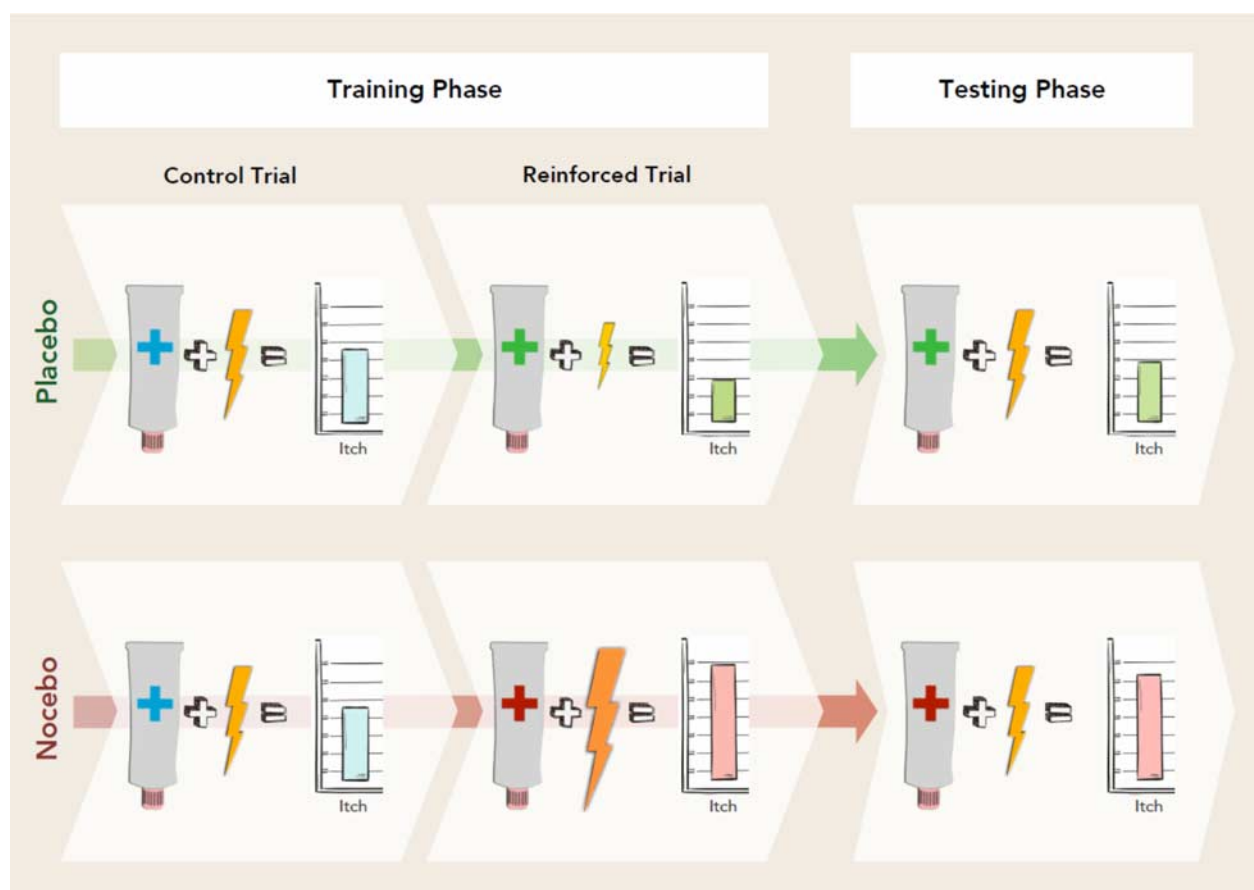 Training Phase
Testing Phase
Control Trial
Reinforced Trial
Placebo
Itch
Itch
Itch
Nocebo
Itch
Itch
Itch